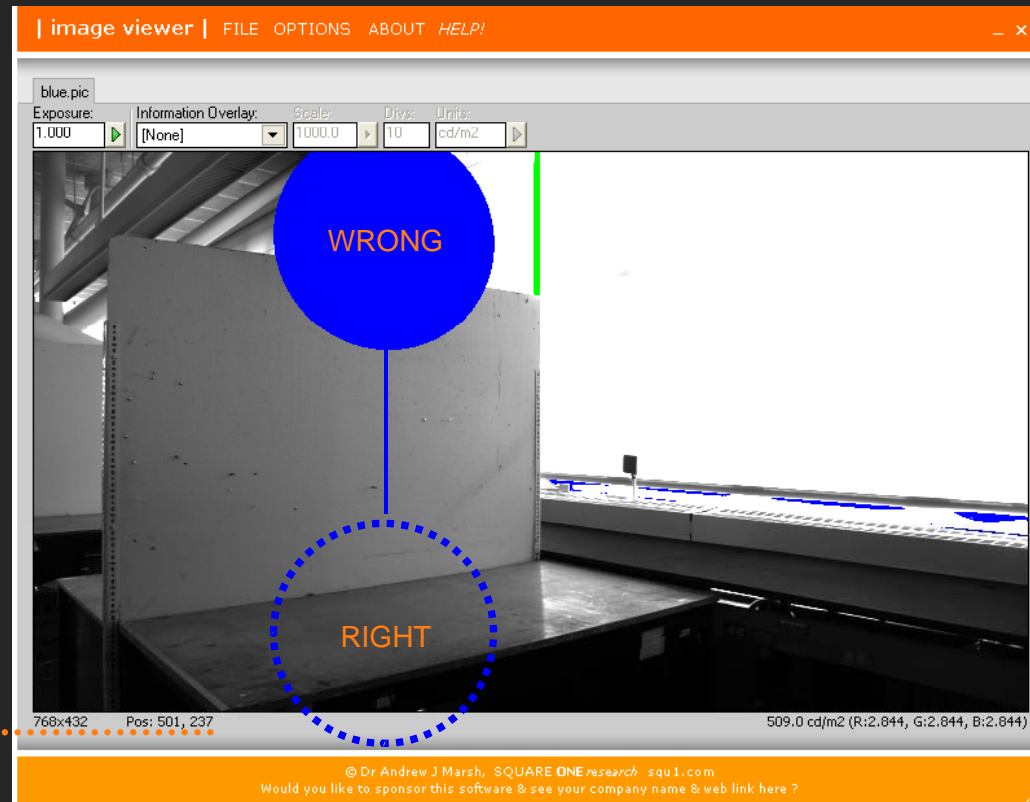 | image viewer | FILE OPTIONS ABOUT HELP!
blue.pic
Exposure: Information Overlay: Scale: Divs: Units:
1.000 [None] 1000.0 10 cd/m2
WRONG
RIGHT
768x432 Pos: 501, 237 509.0 cd/m2 (R:2.844, G:2.844, B:2.844)
© Dr Andrew J Marsh, SQUARE ONE research squ1.com
Would you like to sponsor this software & see your company name & web link here ?